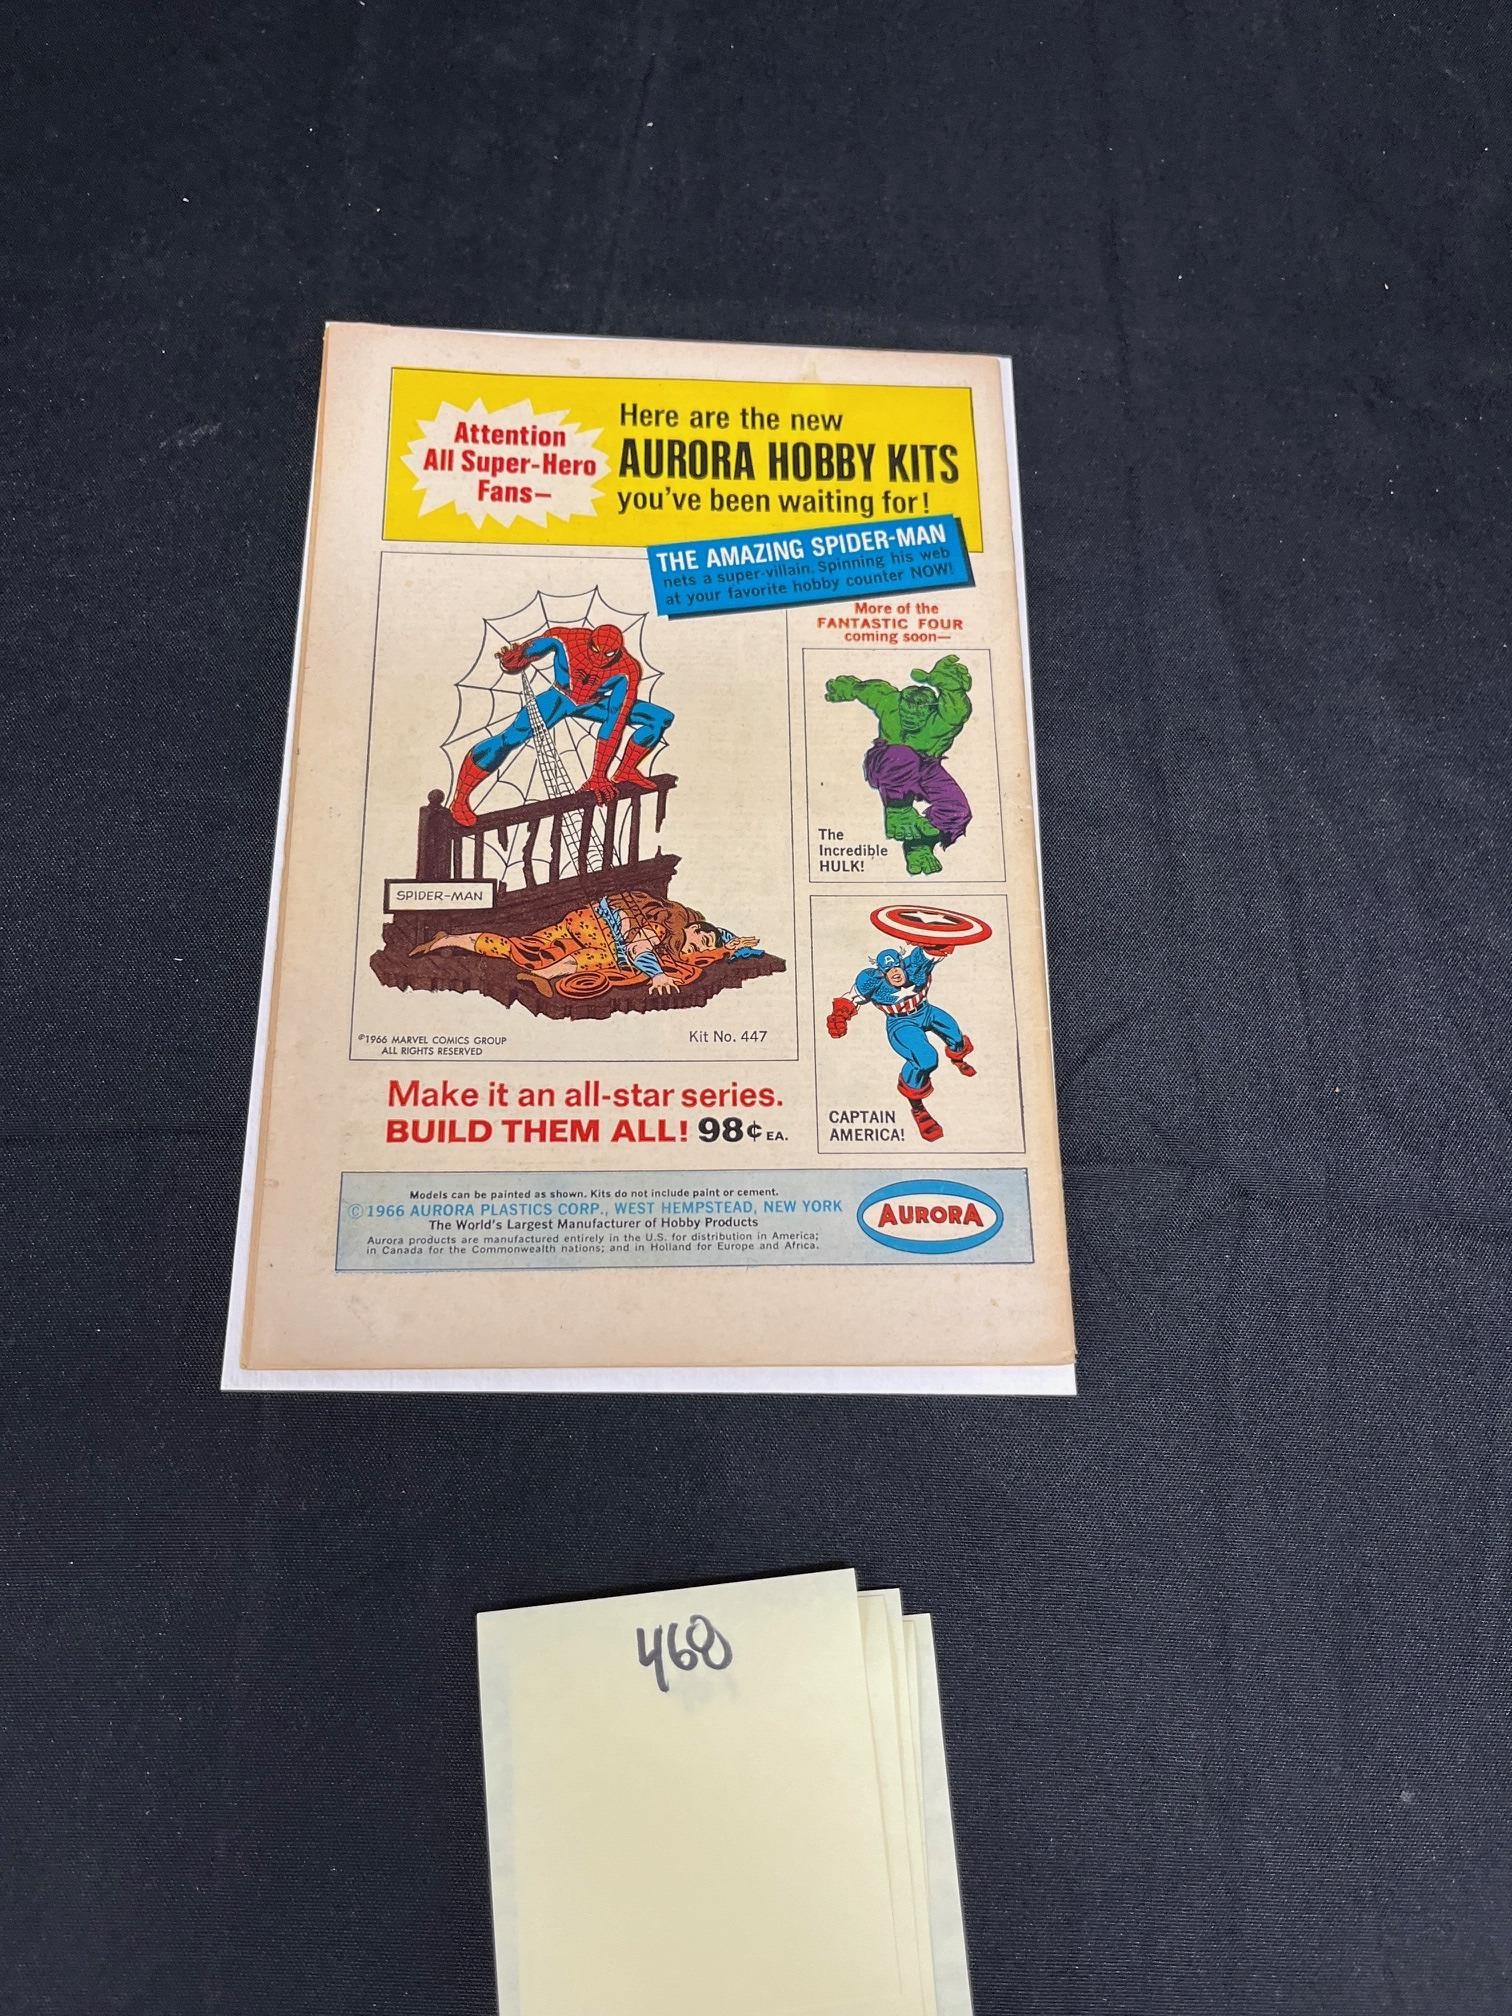 Attention
All Super-Hero
Fans—
Here are the new
AURORA HOBBY KITS
you've been waiting for!
THE AMAZING SPIDER-MAN
nets a super-villain. Spinning his web
at your favorite hobby counter NOW!
More of the
FANTASTIC FOUR
coming soon—
The
Incredible
HULK!
SPIDER-MAN
A
©1966 MARVEL COMICS GROUP
ALL RIGHTS RESERVED
Kit No. 447
CAPTAIN
AMERICA!
Make it an all-star series.
BUILD THEM ALL! 98¢ EA.
Models can be painted as shown. Kits do not include paint or cement.
© 1966 AURORA PLASTICS CORP., WEST HEMPSTEAD, NEW YORK
The World's Largest Manufacturer of Hobby Products
Aurora products are manufactured entirely in the U.S. for distribution in America;
in Canada for the Commonwealth nations; and in Holland for Europe and Africa.
AURORA
468